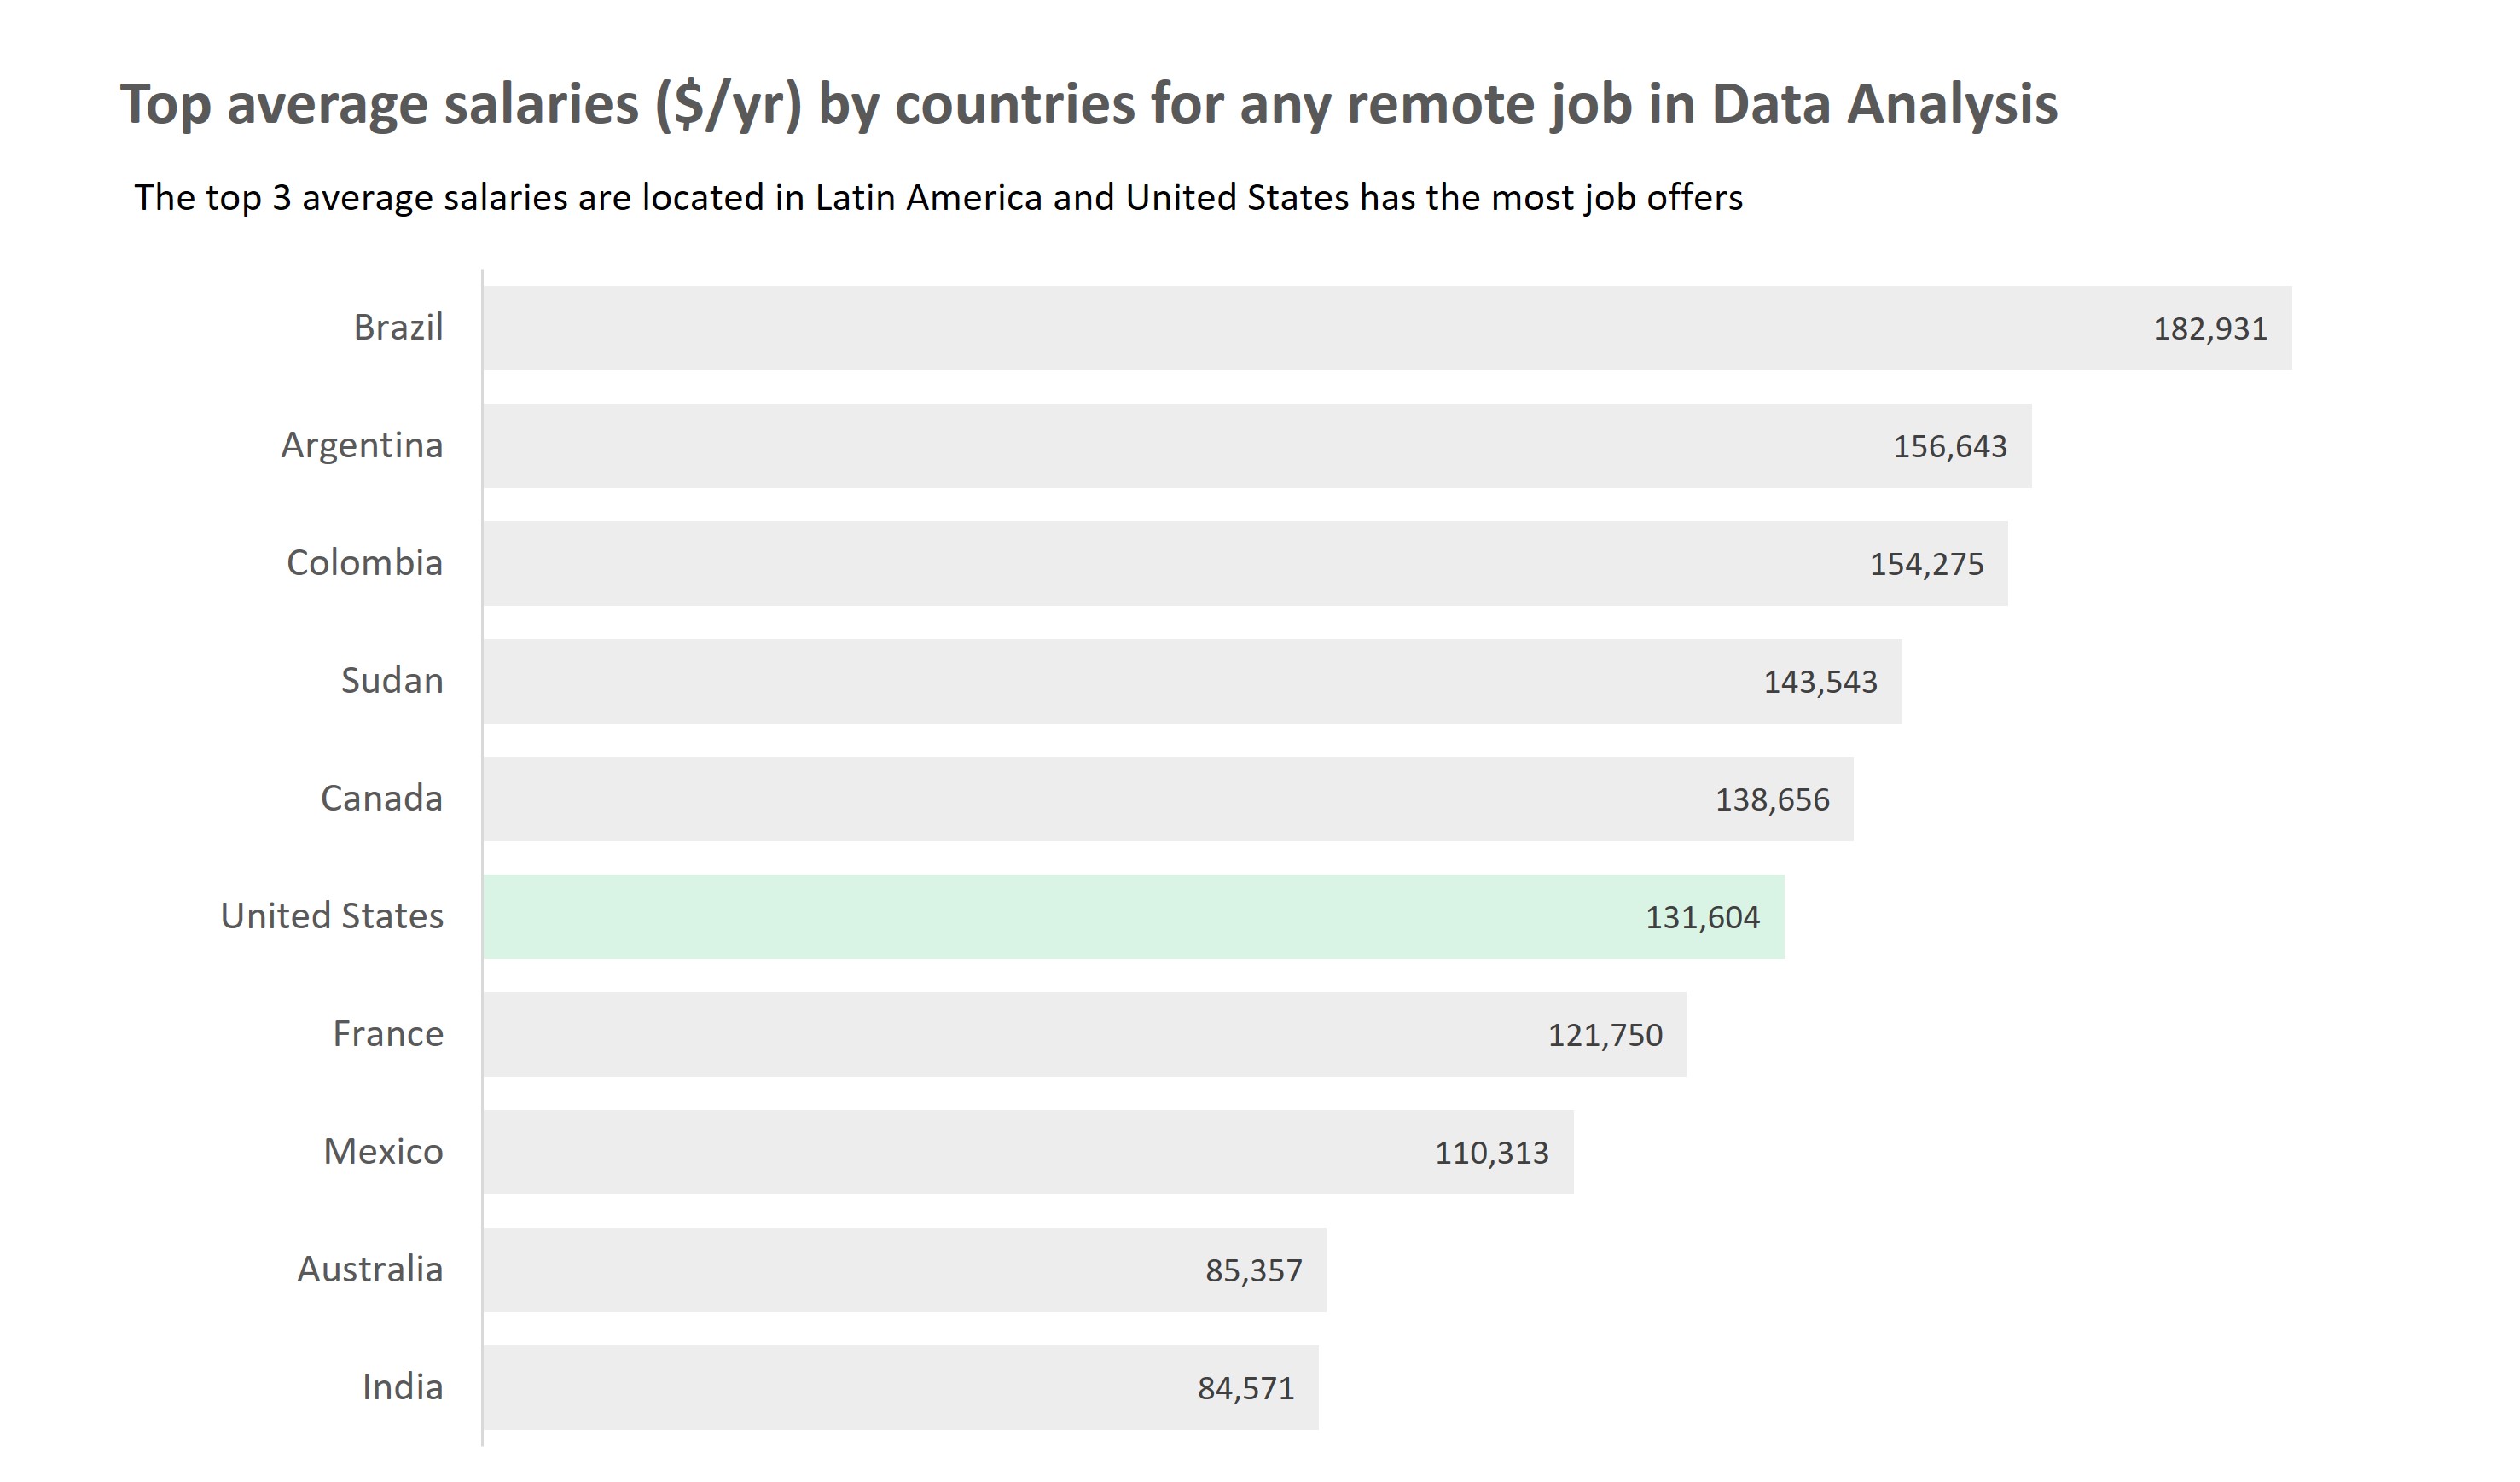 Top average salaries ($/yr) by countries for any remote job in Data Analysis
The top 3 average salaries are located in Latin America and United States has the most job offers
Brazil 182,931
Argentina 156,643
Colombia 154,275
Sudan 143,543
Canada 138,656
United States 131,604
France 121,750
Mexico 110,313
Australia 85,357
India 84,571